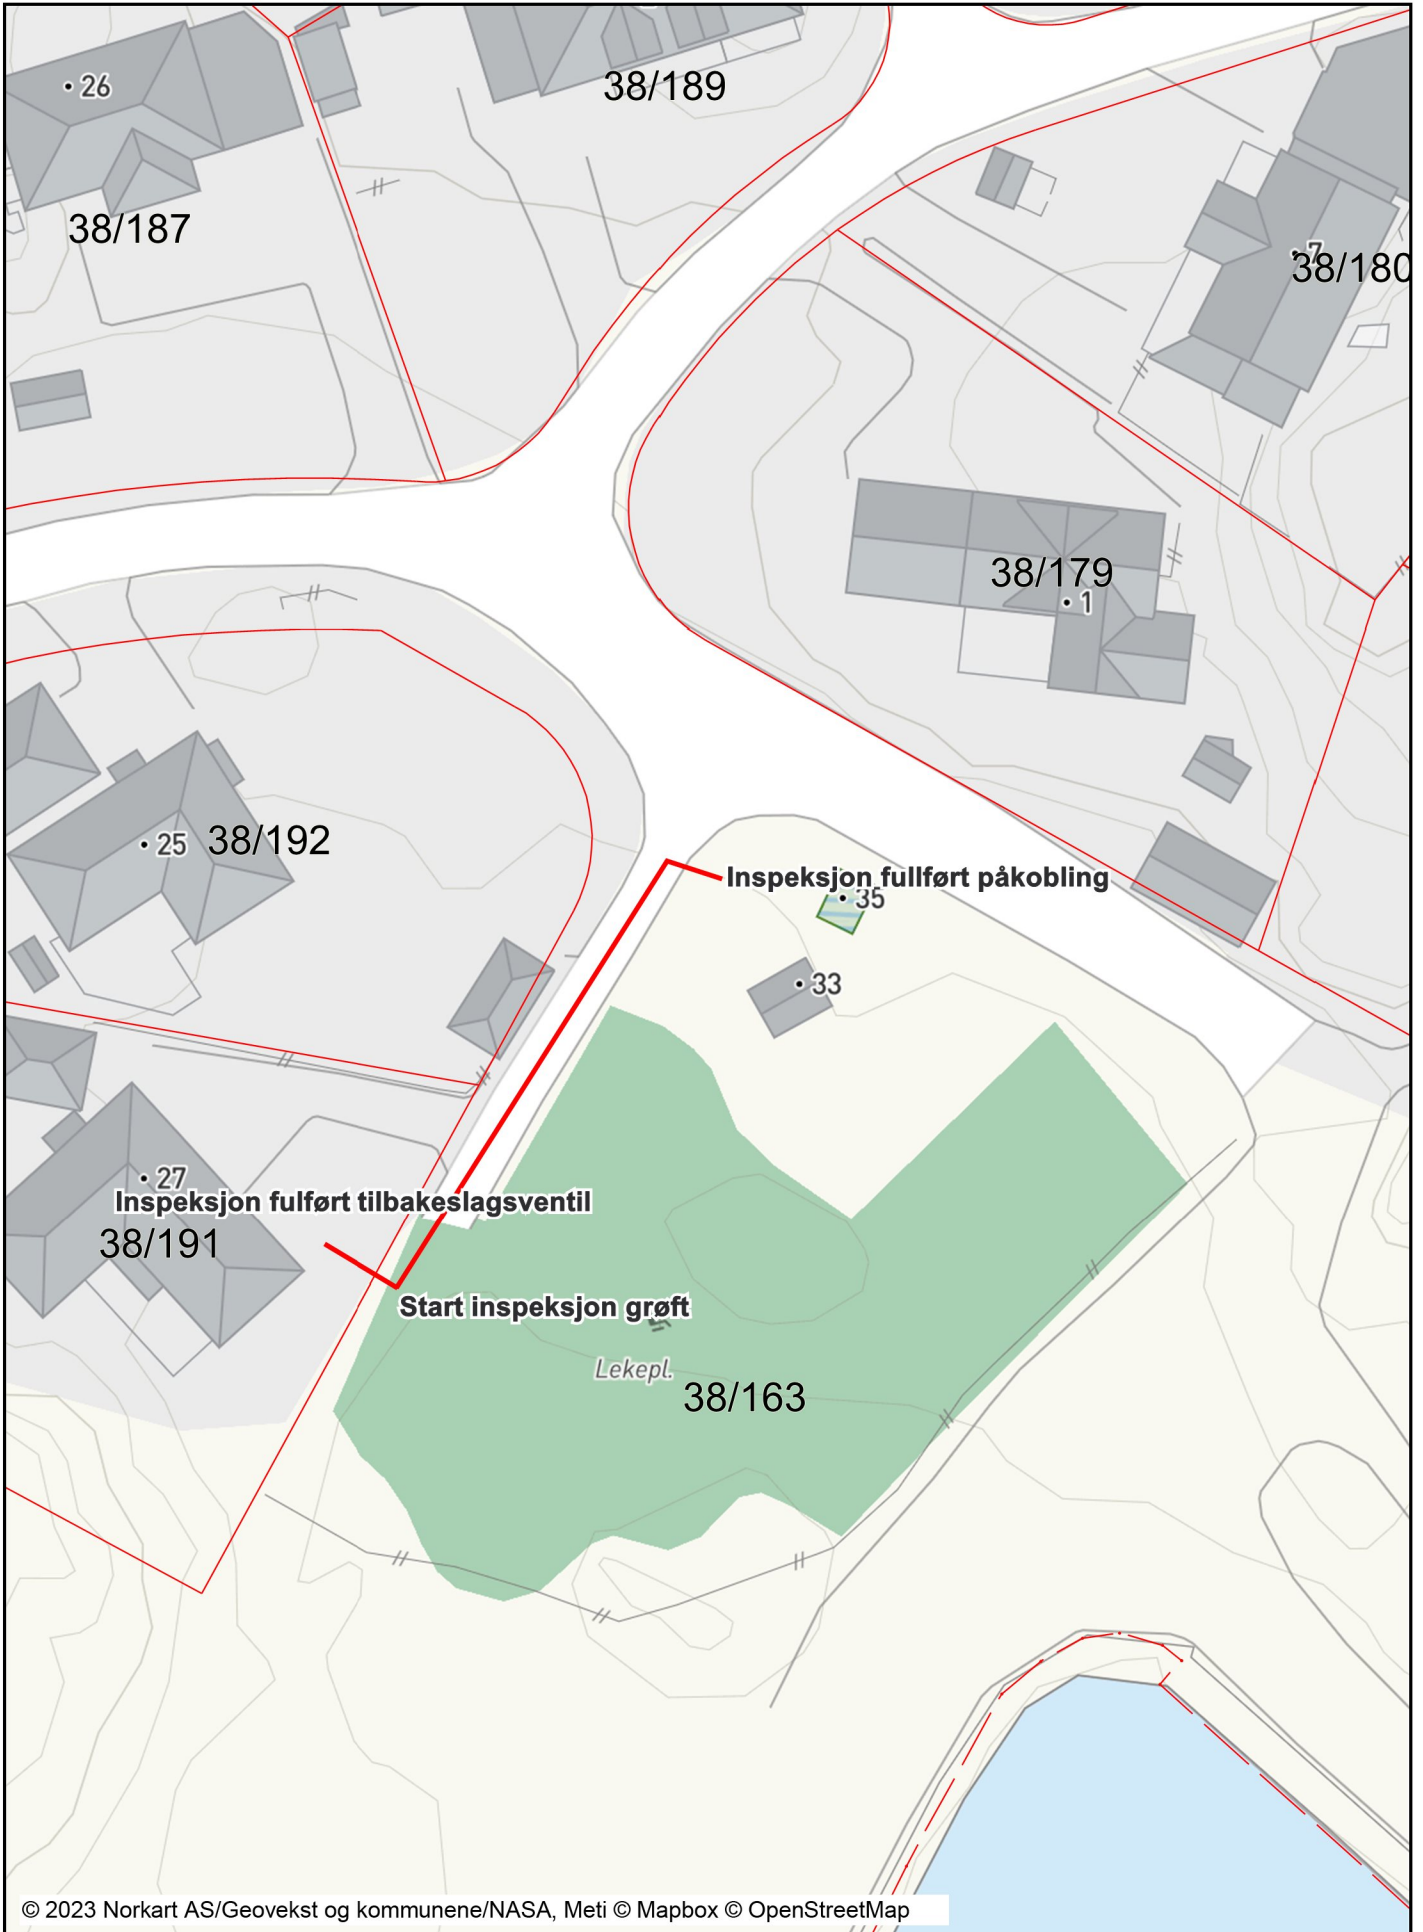 26
38/189
38/187
7
38/180
38/179
1
25
38/192
Inspeksjon fullført påkobling
35
33
27
Inspeksjon fulført tilbakeslagsventil
38/191
Start inspeksjon grøft
Lekepl.
38/163
© 2023 Norkart AS/Geovekst og kommunene/NASA, Meti © Mapbox © OpenStreetMap